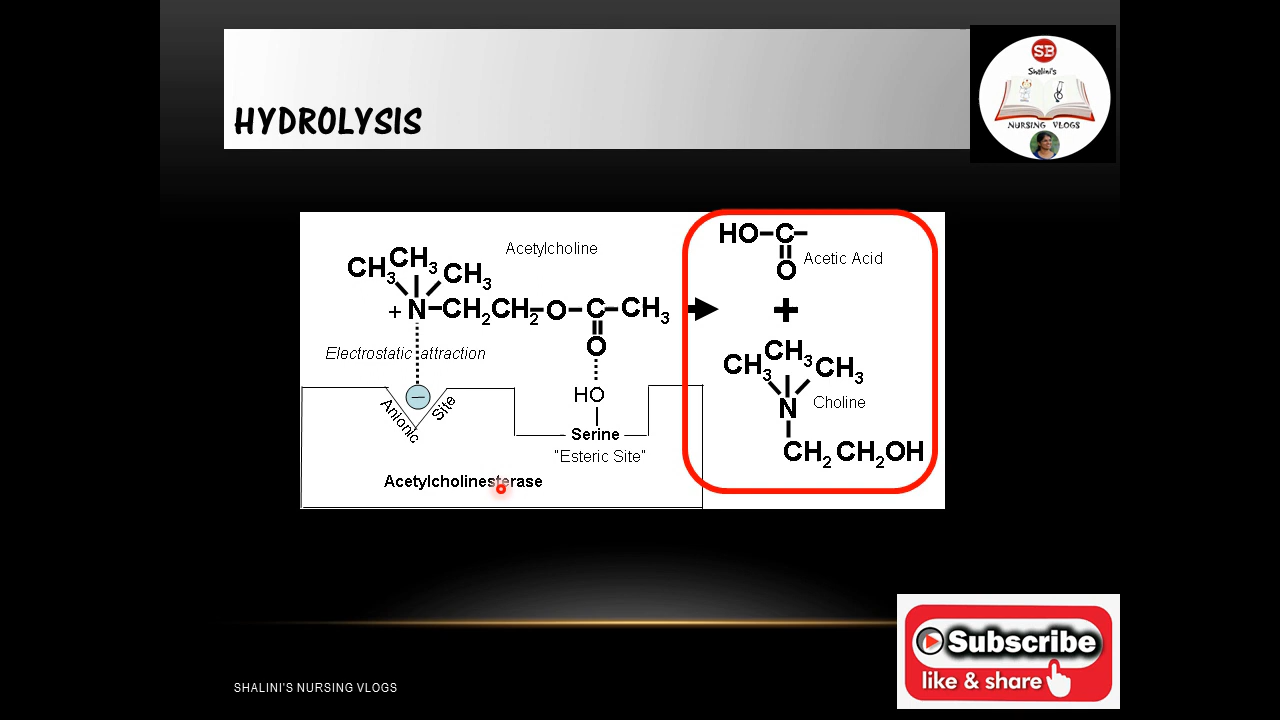 HYDROLYSIS
SB
Shalini's
NURSING VLOGS
Acetylcholine
CH3 CH3 CH3
+ N-CH2CH2-O-C-CH3
O
Electrostatic attraction
HO
Anionic Site
Serine
"Esteric Site"
Acetylcholinesterase
HO-C-
O
Acetic Acid
+
CH3 CH3 CH3
N
Choline
CH2 CH2OH
SHALINI'S NURSING VLOGS
Subscribe
like & share